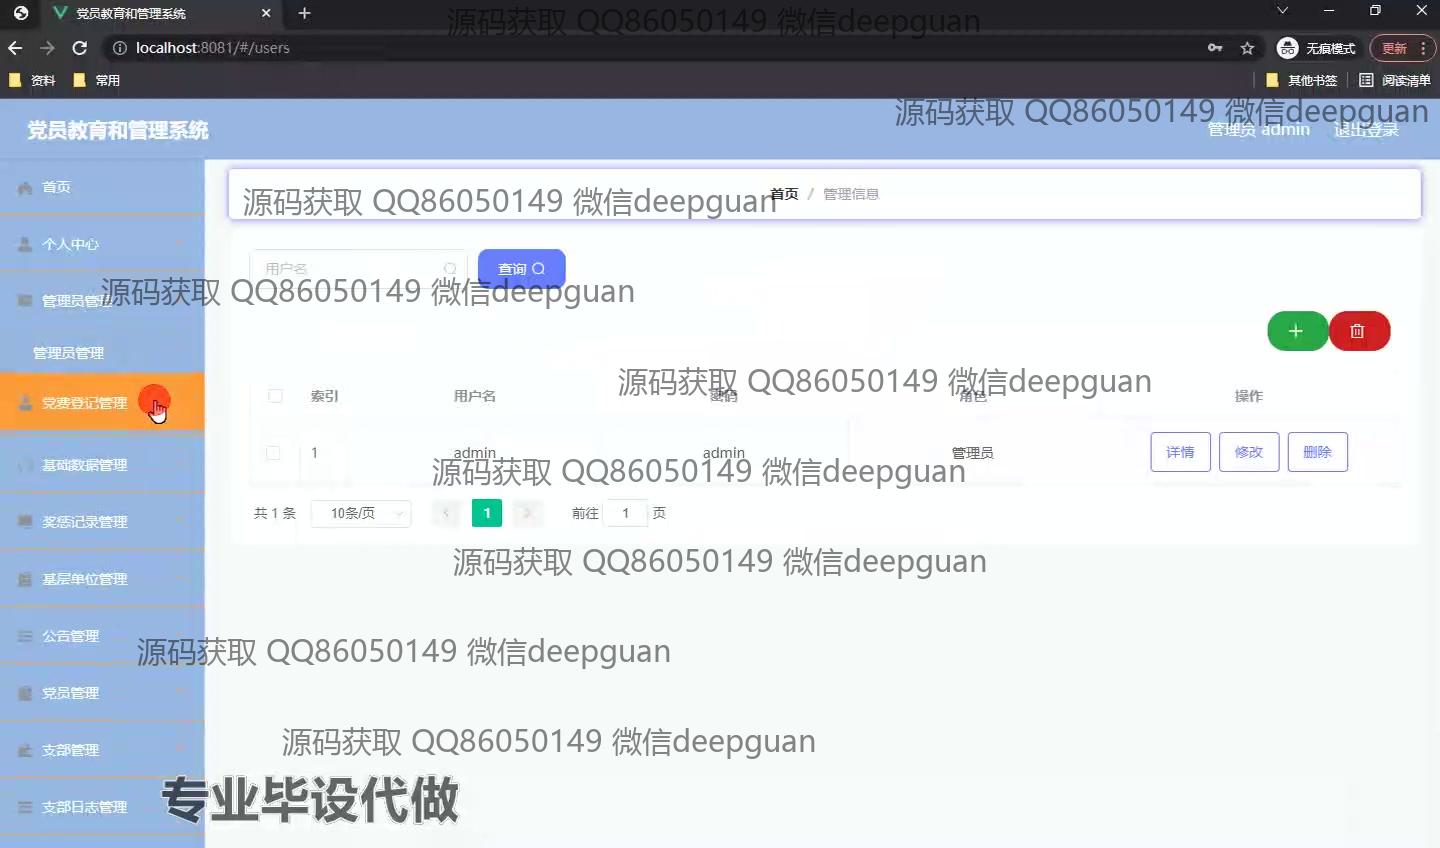 党员教育和管理系统
源码获取 QQ86050149 微信deepguan
localhost:8081/#/users
无痕模式
更新
资料
常用
其他书签
阅读清单
源码获取 QQ86050149 微信deepguan
党员教育和管理系统
管理员 admin
退出登录
首页
源码获取 QQ86050149 微信deepguan
首页 / 管理信息
个人中心
用户名
查询
管理员管理
源码获取 QQ86050149 微信deepguan
管理员管理
源码获取 QQ86050149 微信deepguan
索引 用户名 密码 角色 操作
党费登记管理
1 admin admin 管理员 详情 修改 删除
基础数据管理
源码获取 QQ86050149 微信deepguan
共 1 条 10条/页 1 前往 1 页
奖惩记录管理
源码获取 QQ86050149 微信deepguan
基层单位管理
公告管理
源码获取 QQ86050149 微信deepguan
党员管理
支部管理
源码获取 QQ86050149 微信deepguan
支部日志管理
专业毕设代做